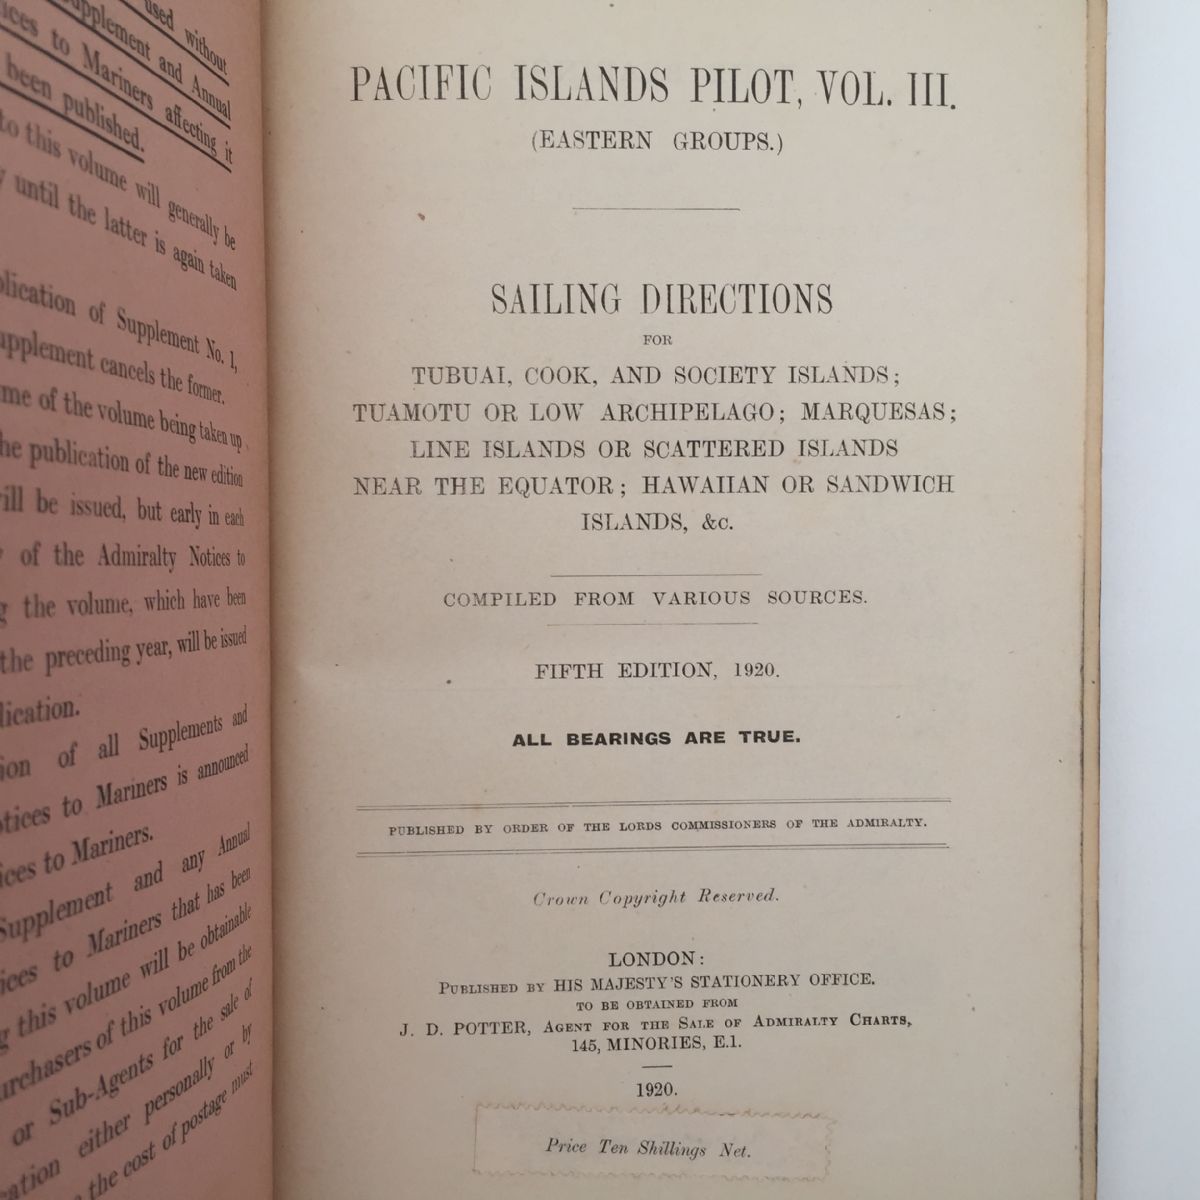 used without
Supplement and Annual
to Mariners affecting it
been published.
to this volume will generally be
until the latter is again taken
of Supplement No. 1,
cancels the former.
of the volume being taken up
publication of the new edition
be issued, but early in each
of the Admiralty Notices to
the volume, which have been
the preceding year, will be issued
of all Supplements and
to Mariners is announced
to Mariners.
Supplement and any Annual
to Mariners that has been
this volume will be obtainable
of this volume from the
or Sub-Agents for the sale of
either personally or by
the cost of postage must
PACIFIC ISLANDS PILOT, VOL. III.
(EASTERN GROUPS.)
SAILING DIRECTIONS
FOR
TUBUAI, COOK, AND SOCIETY ISLANDS;
TUAMOTU OR LOW ARCHIPELAGO; MARQUESAS;
LINE ISLANDS OR SCATTERED ISLANDS
NEAR THE EQUATOR; HAWAIIAN OR SANDWICH
ISLANDS, &c.
COMPILED FROM VARIOUS SOURCES.
FIFTH EDITION, 1920.
ALL BEARINGS ARE TRUE.
PUBLISHED BY ORDER OF THE LORDS COMMISSIONERS OF THE ADMIRALTY.
Crown Copyright Reserved.
LONDON:
PUBLISHED BY HIS MAJESTY'S STATIONERY OFFICE.
TO BE OBTAINED FROM
J. D. POTTER, AGENT FOR THE SALE OF ADMIRALTY CHARTS,
145, MINORIES, E.1.
1920.
Price Ten Shillings Net.